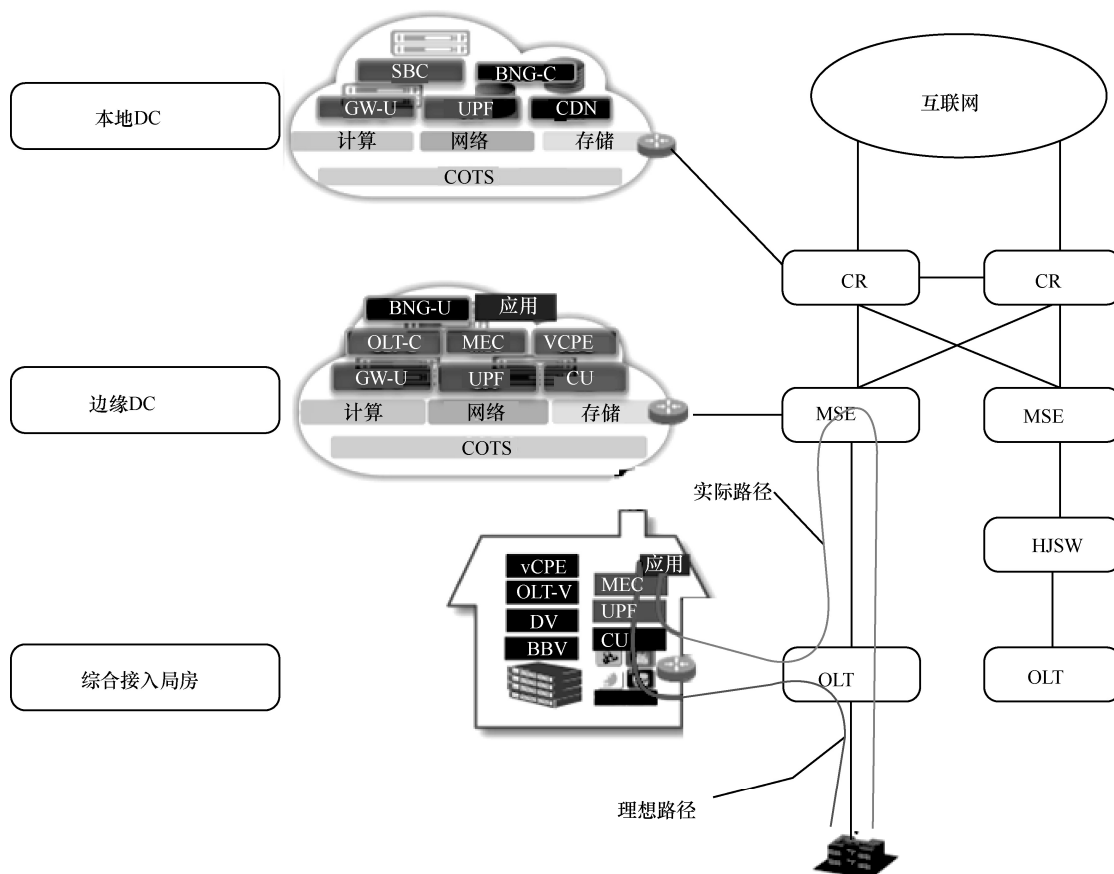 本地DC
SBC
BNG-C
GW-U
UPF
CDN
计算
网络
存储
COTS
互联网
CR
CR
边缘DC
BNG-U
应用
OLT-C
MEC
VCPE
GW-U
UPF
CU
计算
网络
存储
COTS
MSE
MSE
实际路径
HJSW
综合接入局房
vCPE
OLT-V
DV
BBV
应用
MEC
UPF
CU
OLT
OLT
理想路径